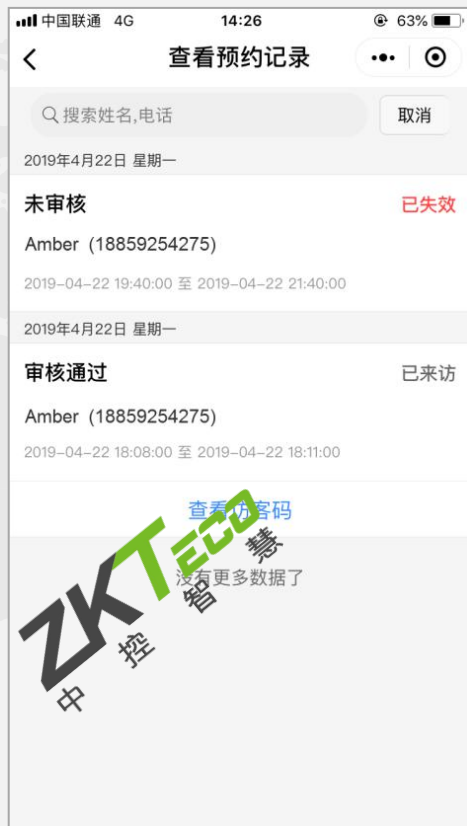 中国联通 4G 14:26 63%
查看预约记录
搜索姓名,电话 取消
2019年4月22日 星期一
未审核 已失效
Amber (18859254275)
2019-04-22 19:40:00 至 2019-04-22 21:40:00
2019年4月22日 星期一
审核通过 已来访
Amber (18859254275)
2019-04-22 18:08:00 至 2019-04-22 18:11:00
查看访客码
没有更多数据了
ZKTECO
中控智慧